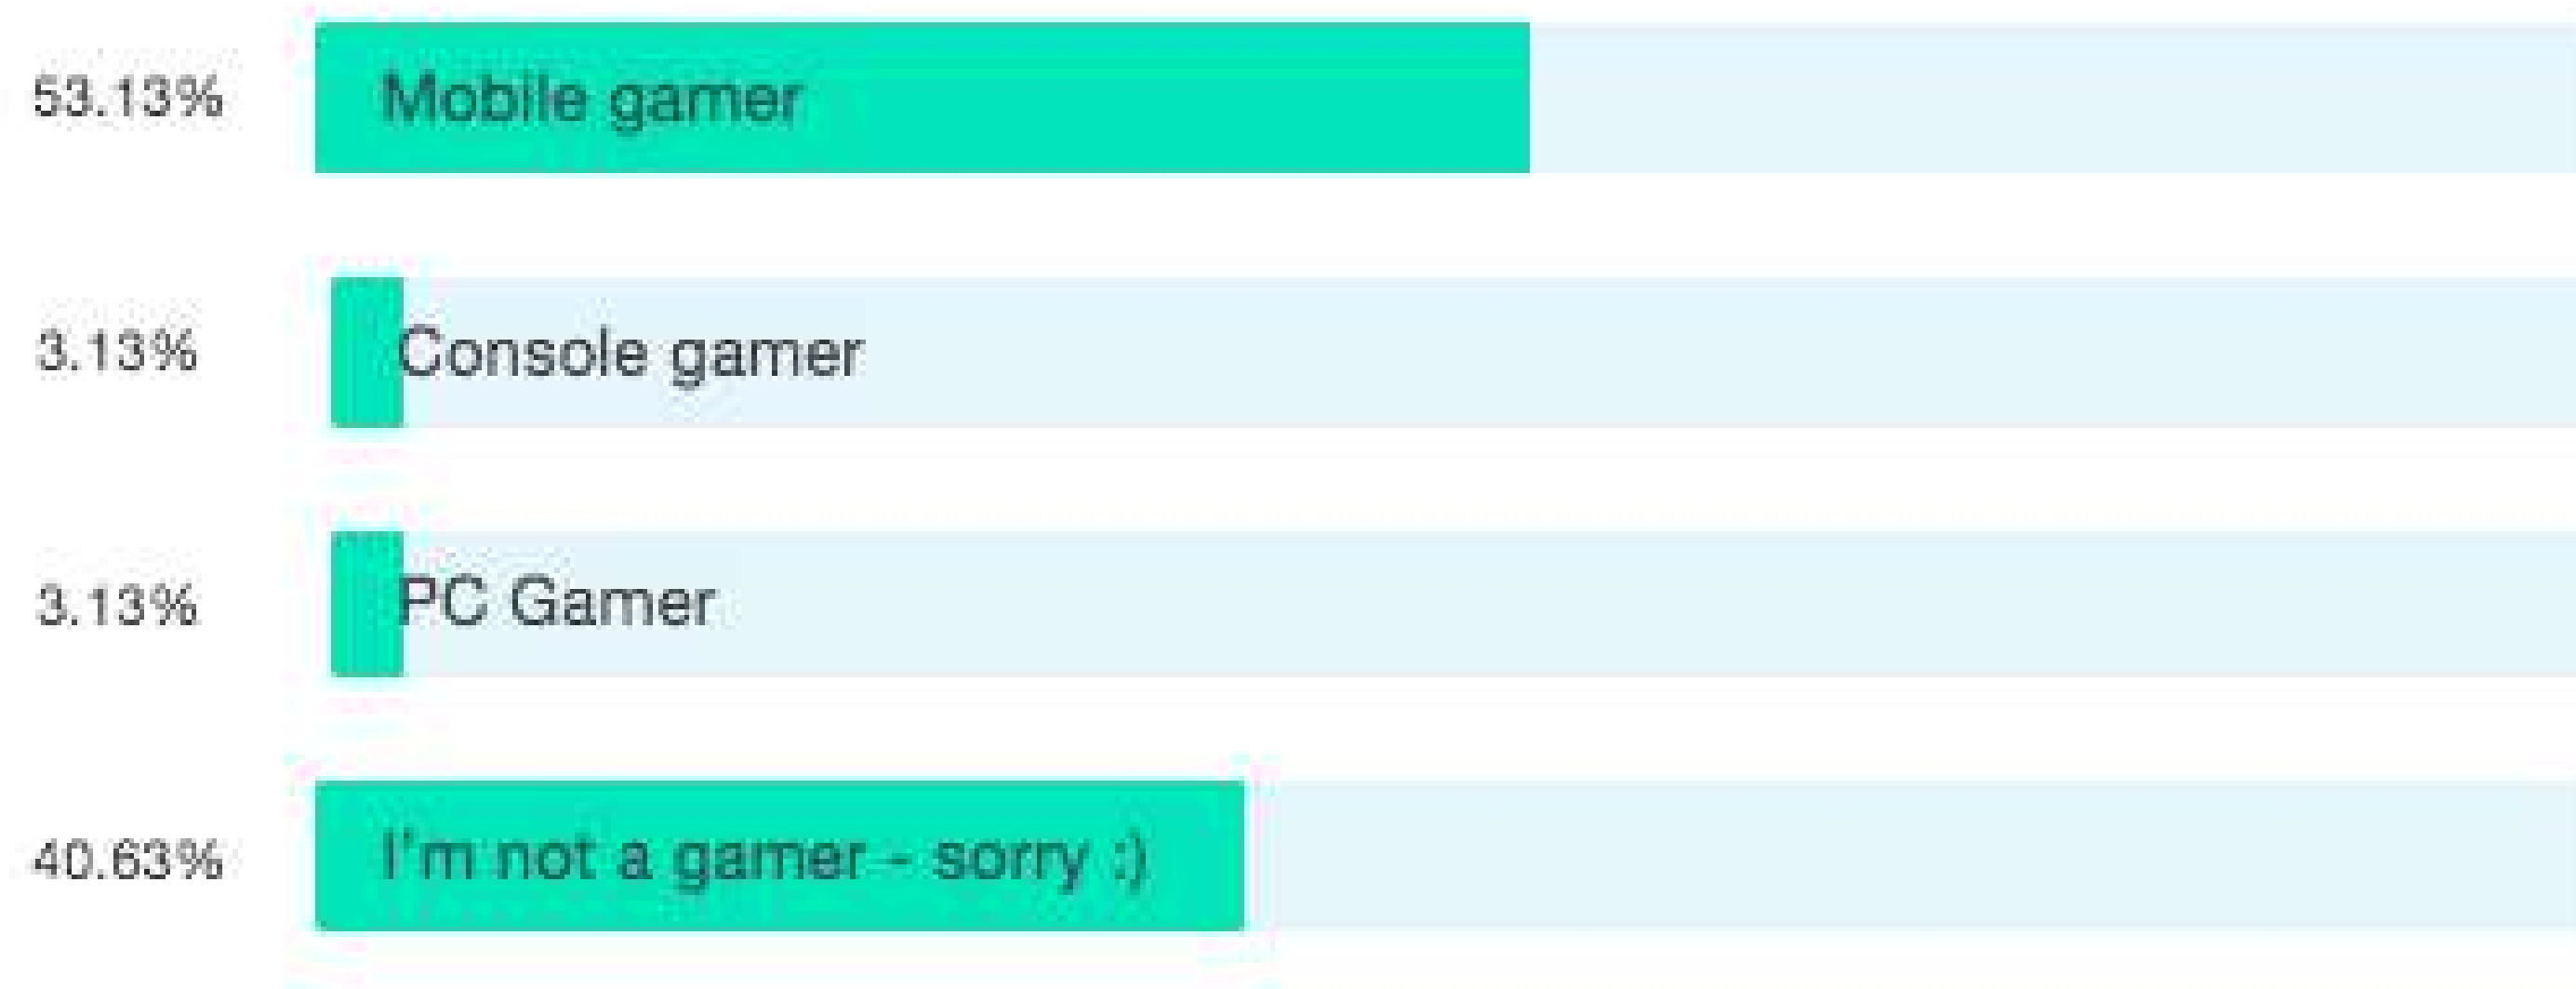 53.13% Mobile gamer
3.13% Console gamer
3.13% PC Gamer
40.63% I'm not a gamer - sorry :)